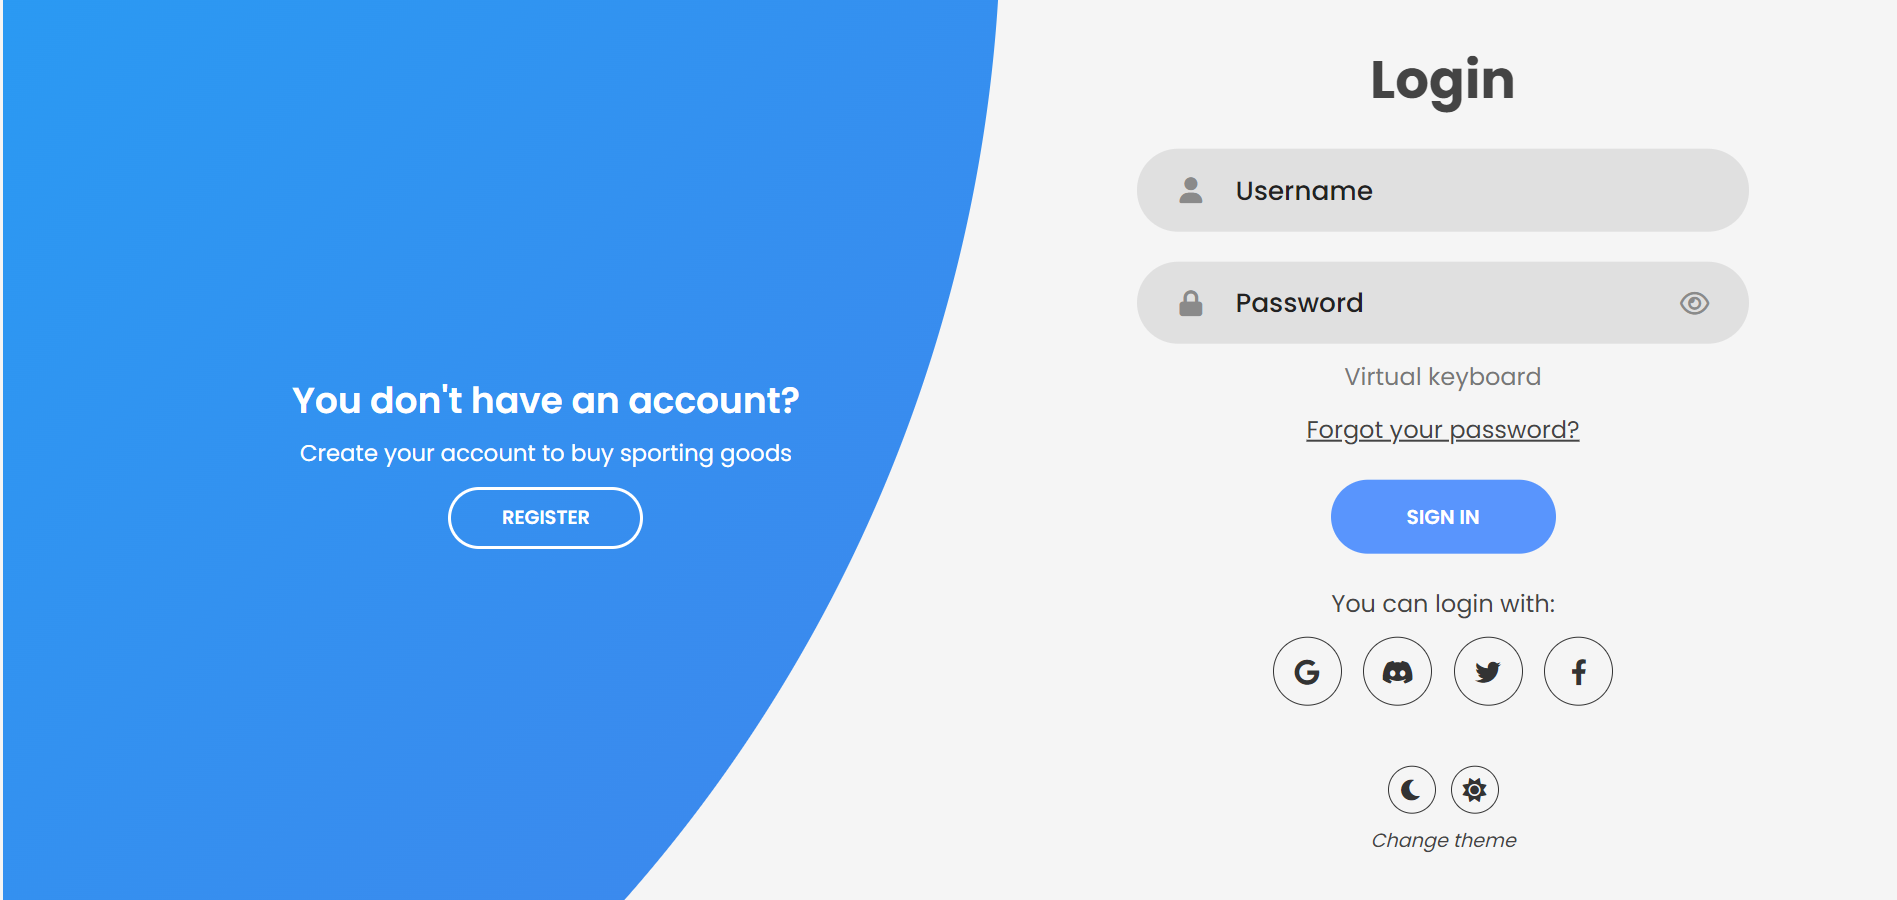 You don't have an account?
Create your account to buy sporting goods
REGISTER
Login
Username
Password
Virtual keyboard
Forgot your password?
SIGN IN
You can login with:
Change theme